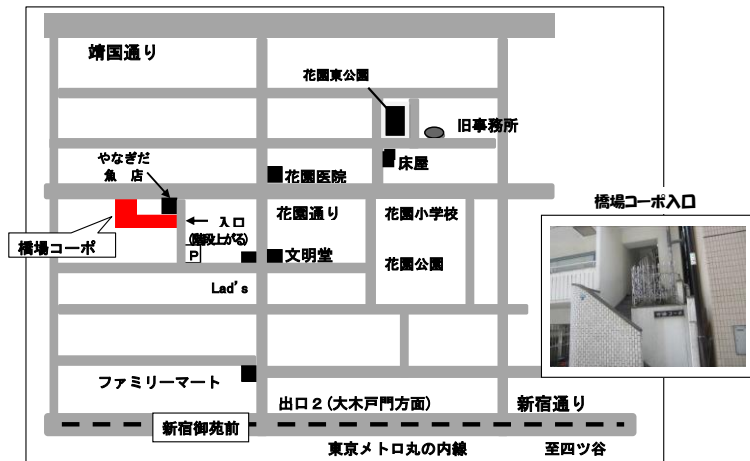 靖国通り
花園東公園
旧事務所
やなぎだ
魚 店
床屋
花園医院
橋場コーポ入口
入口
(階段上がる)
花園通り
花園小学校
橋場コーポ
P
文明堂
花園公園
Lad's
ファミリーマート
出口2(大木戸門方面)
新宿通り
新宿御苑前
東京メトロ丸の内線
至四ツ谷